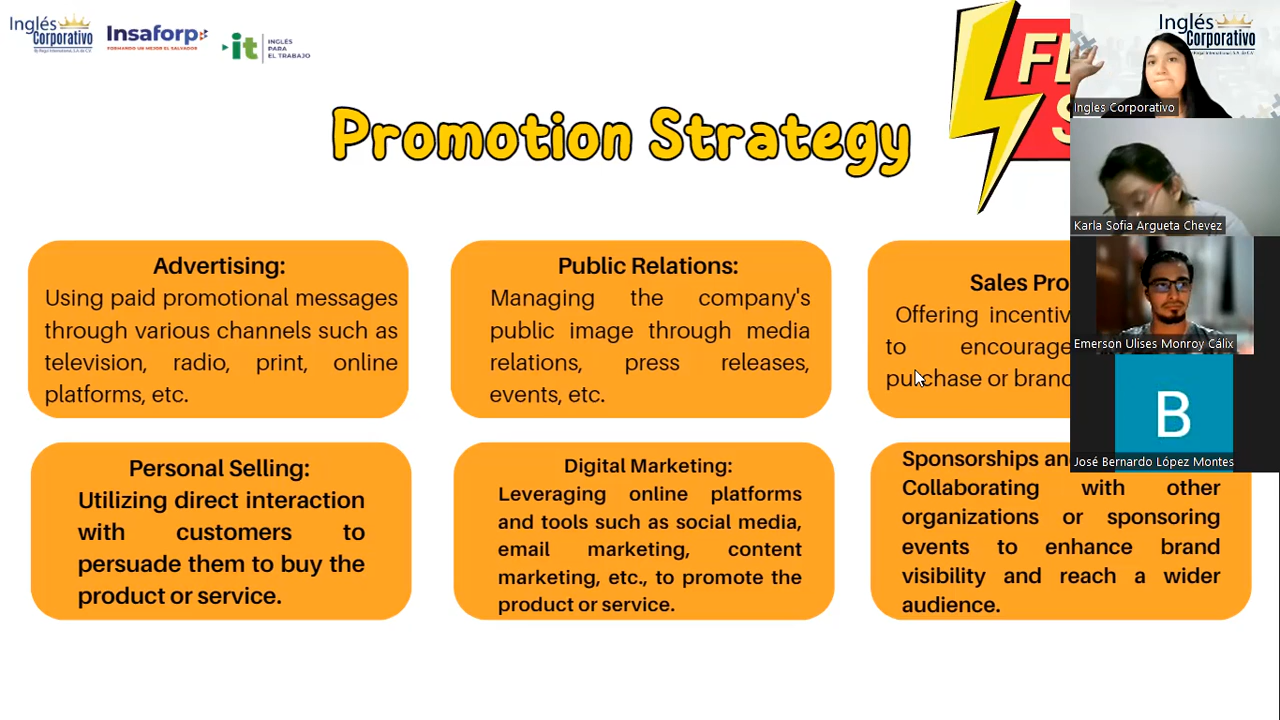 Inglés
Corporativo
Insaforp
FORMANDO UN MEJOR EL SALVADOR
it
INGLÉS
PARA
EL TRABAJO
Promotion Strategy
Advertising:
Using paid promotional messages
through various channels such as
television, radio, print, online
platforms, etc.
Public Relations:
Managing the company's
public image through media
relations, press releases,
events, etc.
Sales Pro
Offering incentiv
to encourage
purchase or branc
Personal Selling:
Utilizing direct interaction
with customers to
persuade them to buy the
product or service.
Digital Marketing:
Leveraging online platforms
and tools such as social media,
email marketing, content
marketing, etc., to promote the
product or service.
Sponsorships an
Collaborating with other
organizations or sponsoring
events to enhance brand
visibility and reach a wider
audience.
Inglés
Corporativo
Ingles Corporativo
Karla Sofia Argueta Chevez
Emerson Ulises Monroy Cálix
B
José Bernardo López Montes